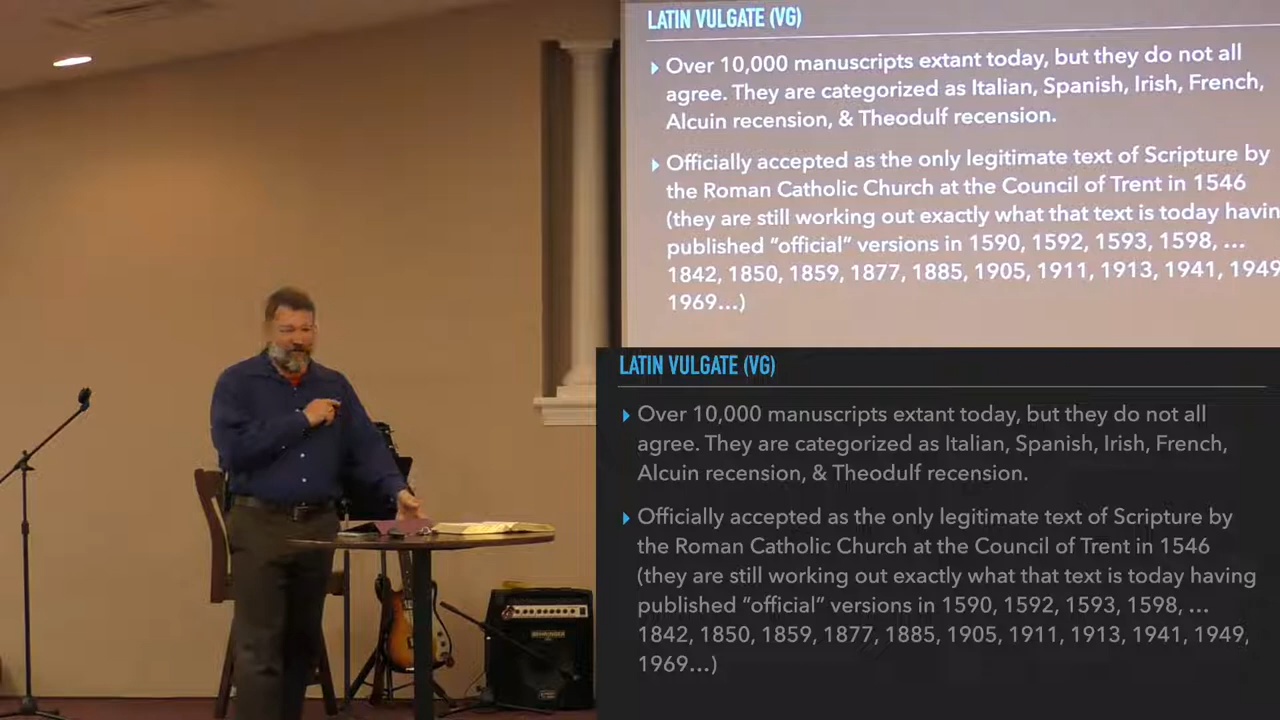 LATIN VULGATE (VG)
Over 10,000 manuscripts extant today, but they do not all
agree. They are categorized as Italian, Spanish, Irish, French,
Alcuin recension, & Theodulf recension.
Officially accepted as the only legitimate text of Scripture by
the Roman Catholic Church at the Council of Trent in 1546
(they are still working out exactly what that text is today havin
published “official” versions in 1590, 1592, 1593, 1598, …
1842, 1850, 1859, 1877, 1885, 1905, 1911, 1913, 1941, 1949
1969…)
LATIN VULGATE (VG)
Over 10,000 manuscripts extant today, but they do not all
agree. They are categorized as Italian, Spanish, Irish, French,
Alcuin recension, & Theodulf recension.
Officially accepted as the only legitimate text of Scripture by
the Roman Catholic Church at the Council of Trent in 1546
(they are still working out exactly what that text is today having
published “official” versions in 1590, 1592, 1593, 1598, …
1842, 1850, 1859, 1877, 1885, 1905, 1911, 1913, 1941, 1949,
1969…)
BEHRINGER